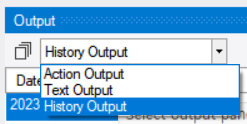 Output
History Output
Action Output
Date
Text Output
2023 History Output
Select output pan